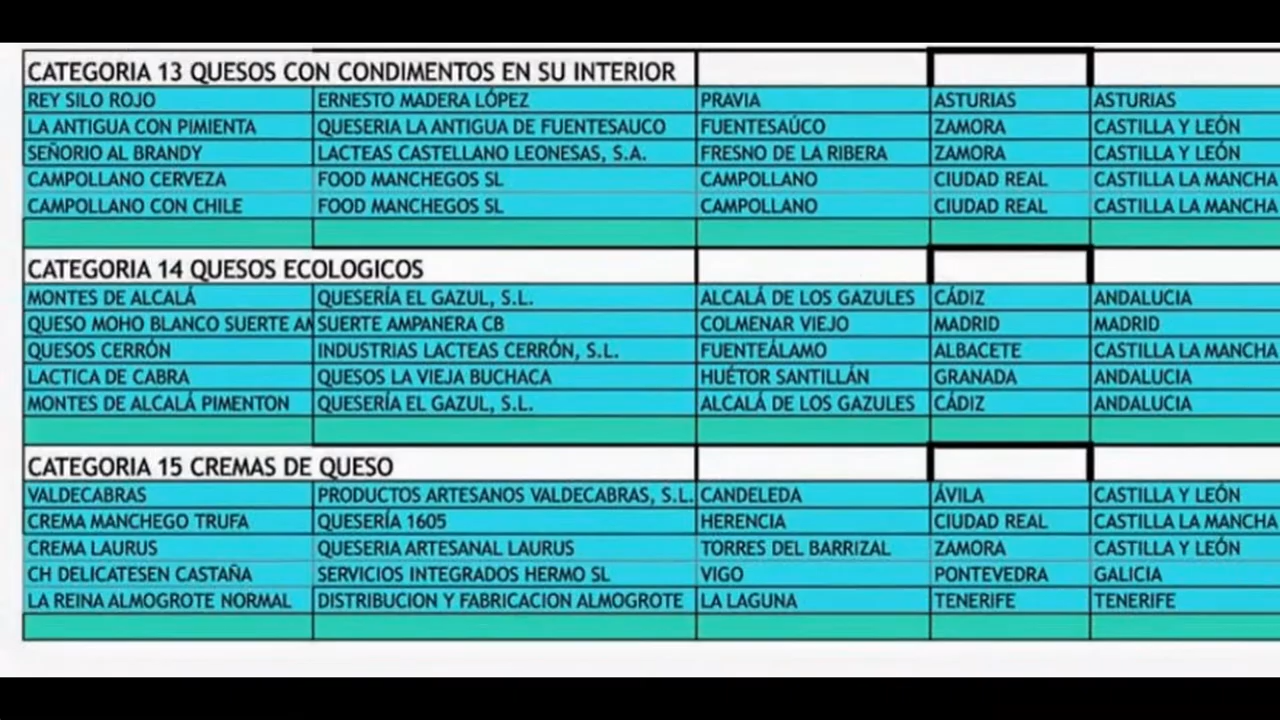 CATEGORIA 13 QUESOS CON CONDIMENTOS EN SU INTERIOR
REY SILO ROJO ERNESTO MADERA LÓPEZ PRAVIA ASTURIAS ASTURIAS
LA ANTIGUA CON PIMIENTA QUESERIA LA ANTIGUA DE FUENTESAUCO FUENTESAÚCO ZAMORA CASTILLA Y LEÓN
SEÑORIO AL BRANDY LACTEAS CASTELLANO LEONESAS, S.A. FRESNO DE LA RIBERA ZAMORA CASTILLA Y LEÓN
CAMPOLLANO CERVEZA FOOD MANCHEGOS SL CAMPOLLANO CIUDAD REAL CASTILLA LA MANCHA
CAMPOLLANO CON CHILE FOOD MANCHEGOS SL CAMPOLLANO CIUDAD REAL CASTILLA LA MANCHA
CATEGORIA 14 QUESOS ECOLOGICOS
MONTES DE ALCALÁ QUESERÍA EL GAZUL, S.L. ALCALÁ DE LOS GAZULES CÁDIZ ANDALUCIA
QUESO MOHO BLANCO SUERTE AM SUERTE AMPANERA CB COLMENAR VIEJO MADRID MADRID
QUESOS CERRÓN INDUSTRIAS LACTEAS CERRÓN, S.L. FUENTEÁLAMO ALBACETE CASTILLA LA MANCHA
LACTICA DE CABRA QUESOS LA VIEJA BUCHACA HUÉTOR SANTILLÁN GRANADA ANDALUCIA
MONTES DE ALCALÁ PIMENTON QUESERÍA EL GAZUL, S.L. ALCALÁ DE LOS GAZULES CÁDIZ ANDALUCIA
CATEGORIA 15 CREMAS DE QUESO
VALDECABRAS PRODUCTOS ARTESANOS VALDECABRAS, S.L. CANDELEDA ÁVILA CASTILLA Y LEÓN
CREMA MANCHEGO TRUFA QUESERÍA 1605 HERENCIA CIUDAD REAL CASTILLA LA MANCHA
CREMA LAURUS QUESERIA ARTESANAL LAURUS TORRES DEL BARRIZAL ZAMORA CASTILLA Y LEÓN
CH DELICATESEN CASTAÑA SERVICIOS INTEGRADOS HERMO SL VIGO PONTEVEDRA GALICIA
LA REINA ALMOGROTE NORMAL DISTRIBUCION Y FABRICACION ALMOGROTE LA LAGUNA TENERIFE TENERIFE